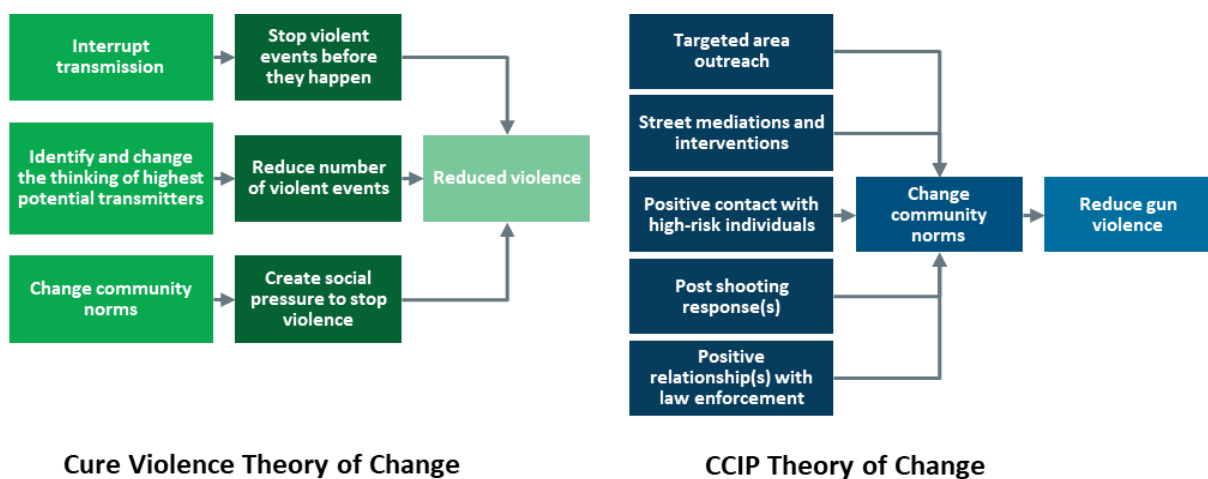 Interrupt
transmission
Stop violent
events before
they happen
Identify and change
the thinking of highest
potential transmitters
Reduce number
of violent events
Reduced violence
Change community
norms
Create social
pressure to stop
violence
Cure Violence Theory of Change
Targeted area
outreach
Street mediations and
interventions
Positive contact with
high-risk individuals
Post shooting
response(s)
Positive
relationship(s) with
law enforcement
Change
community
norms
Reduce gun
violence
CCIP Theory of Change